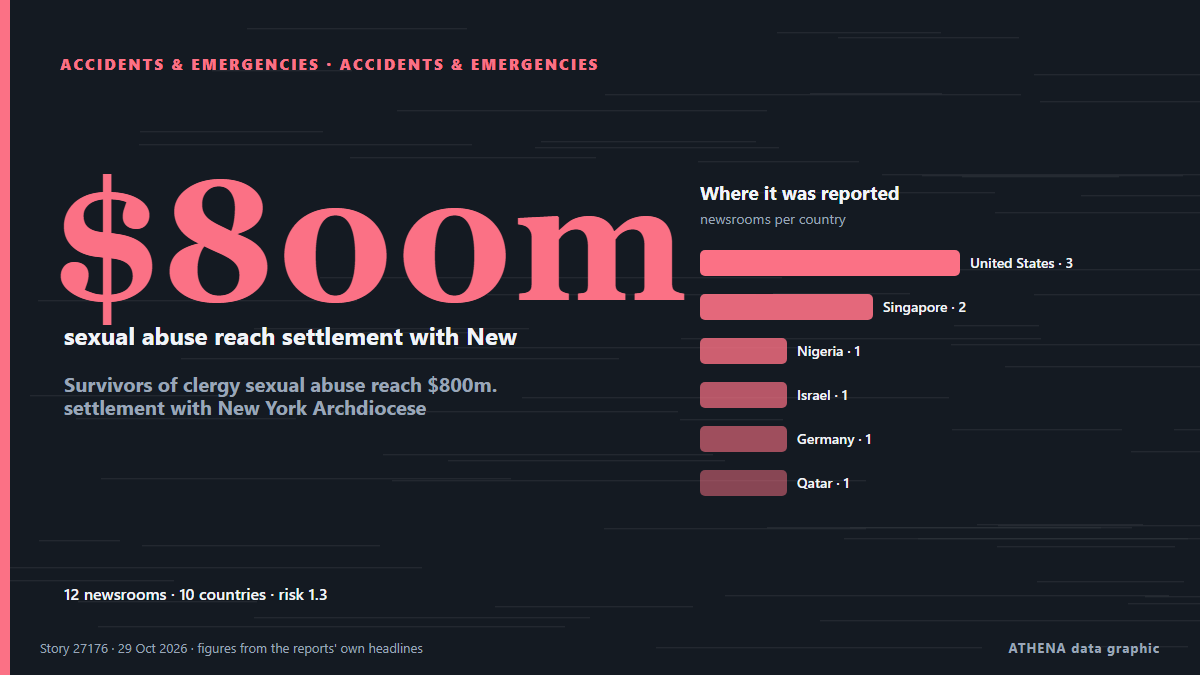 ACCIDENTS & EMERGENCIES · ACCIDENTS & EMERGENCIES
$800m
sexual abuse reach settlement with New
Survivors of clergy sexual abuse reach $800m.
settlement with New York Archdiocese
Where it was reported
newsrooms per country
United States · 3
Singapore · 2
Nigeria · 1
Israel · 1
Germany · 1
Qatar · 1
12 newsrooms · 10 countries · risk 1.3
Story 27176 · 29 Oct 2026 · figures from the reports' own headlines
ATHENA data graphic